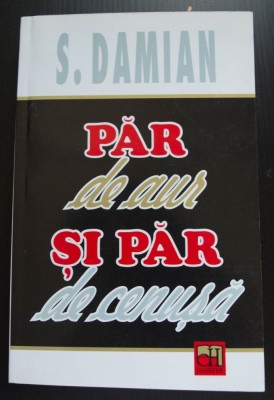 S. DAMIAN
PĂR
de aur
ȘI PĂR
de cenușă